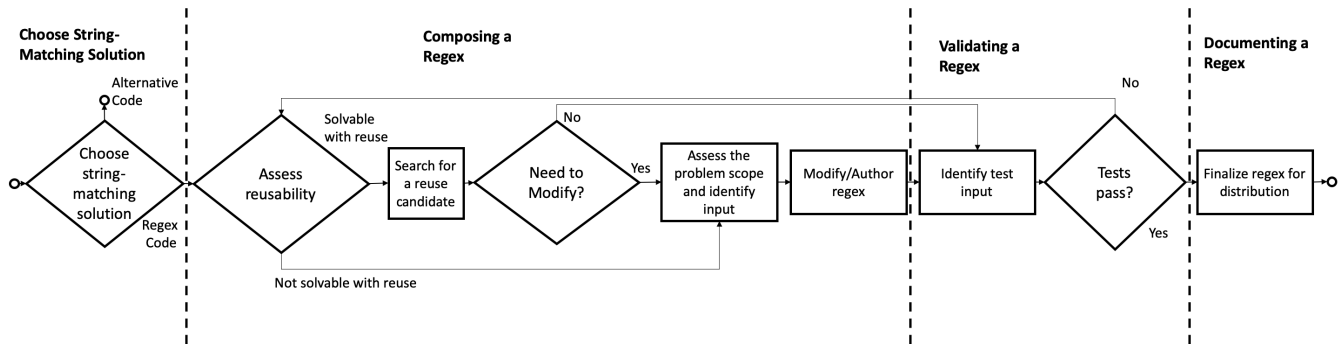 Choose String-
Matching Solution
Composing a
Regex
Validating a
Regex
Documenting a
Regex
Alternative
Code
Choose
string-
matching
solution
Regex
Code
Assess
reusability
Solvable
with reuse
Not solvable with reuse
Search for
a reuse
candidate
Need to
Modify?
No
Yes
Assess the
problem scope
and identify
input
Modify/Author
regex
Identify test
input
Tests
pass?
No
Yes
Finalize regex for
distribution